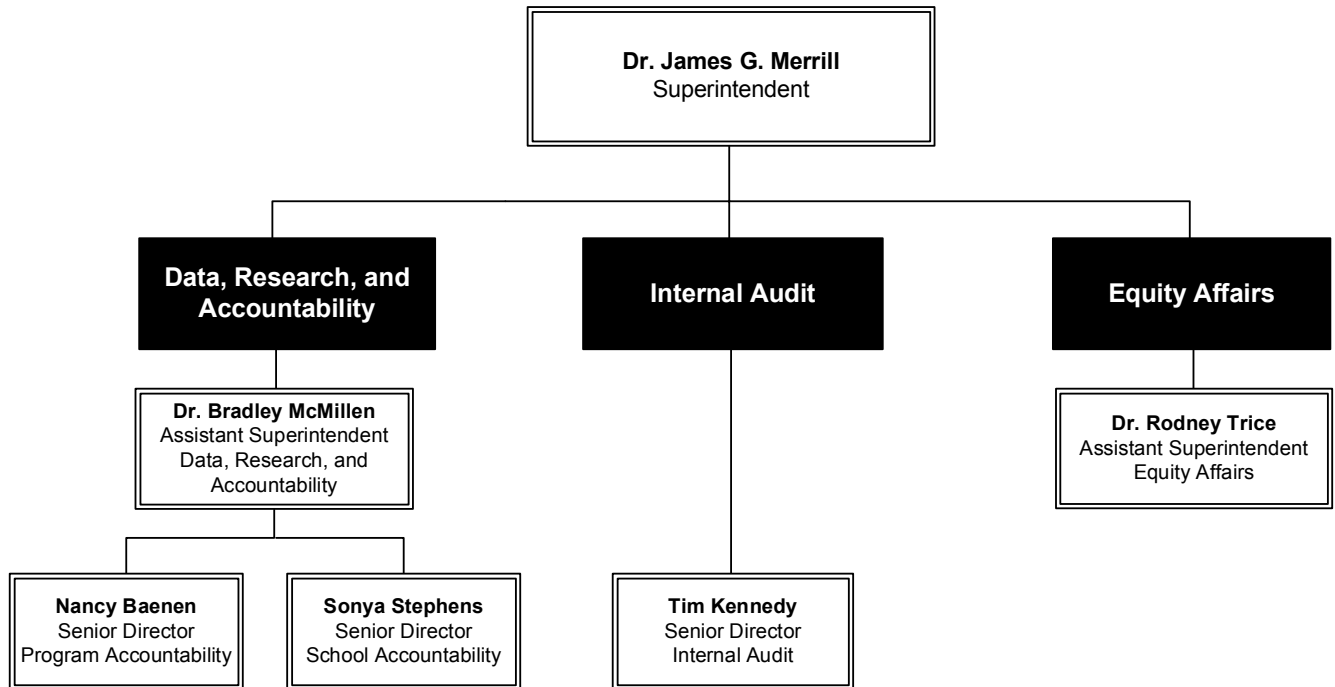 Dr. James G. Merrill
Superintendent
Data, Research, and
Accountability
Internal Audit
Equity Affairs
Dr. Bradley McMillen
Assistant Superintendent
Data, Research, and
Accountability
Dr. Rodney Trice
Assistant Superintendent
Equity Affairs
Nancy Baenen
Senior Director
Program Accountability
Sonya Stephens
Senior Director
School Accountability
Tim Kennedy
Senior Director
Internal Audit